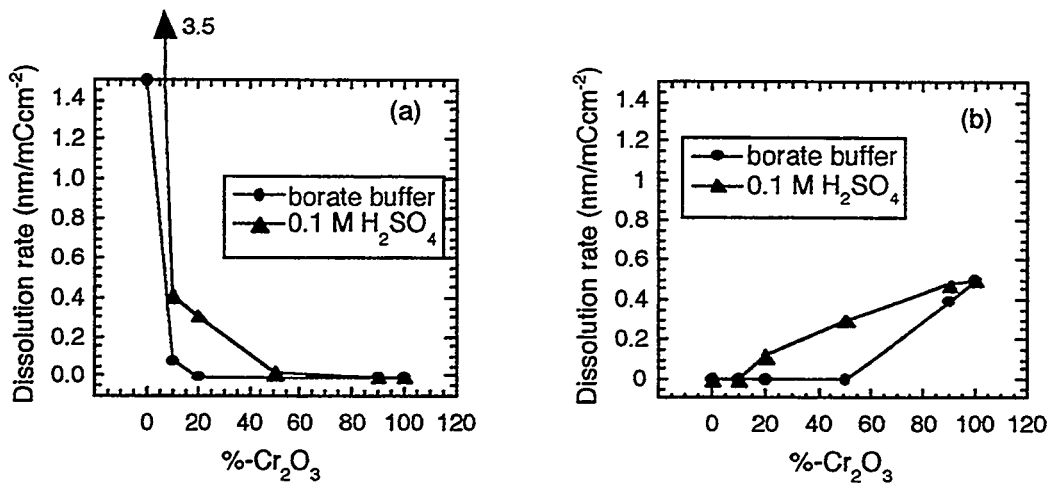 3.5
Dissolution rate (nm/mCcm⁻²)
1.4
1.2
1.0
0.8
0.6
0.4
0.2
0.0
(a)
borate buffer
0.1 M H₂SO₄
0 20 40 60 80 100 120
%-Cr₂O₃
Dissolution rate (nm/mCcm⁻²)
1.4
1.2
1
0.8
0.6
0.4
0.2
0
(b)
borate buffer
0.1 M H₂SO₄
0 20 40 60 80 100 120
%-Cr₂O₃